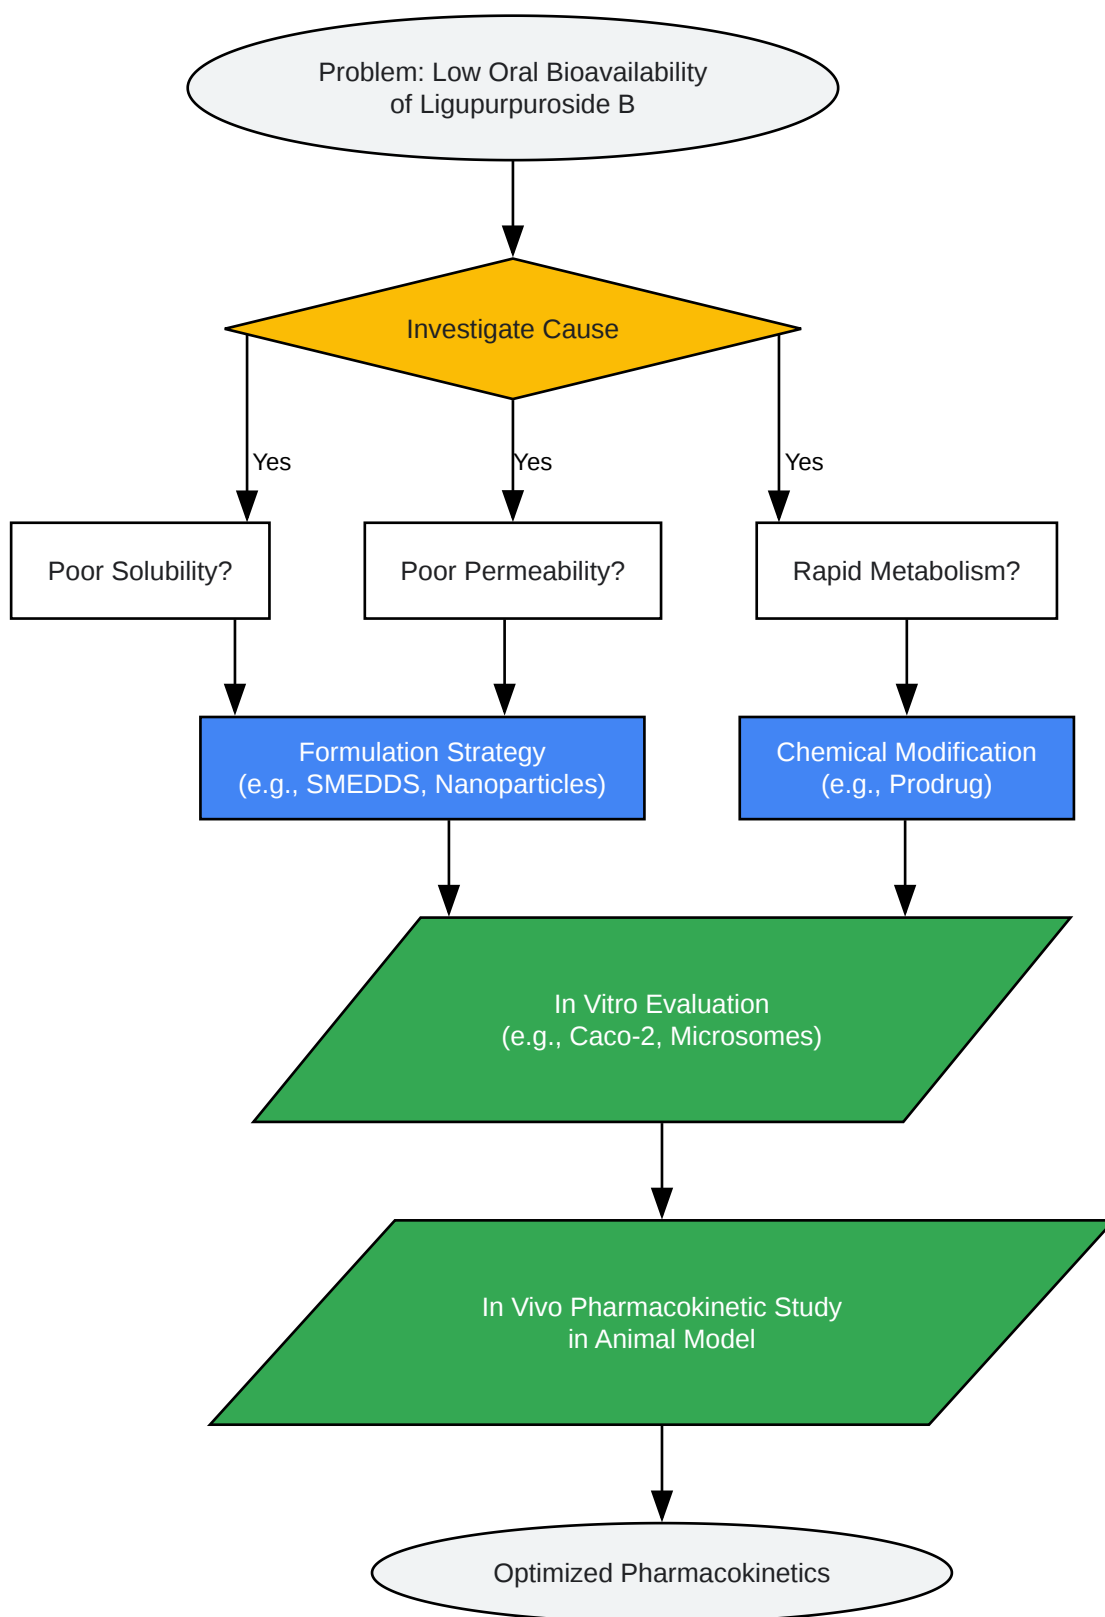 Problem: Low Oral Bioavailability
of Ligupurpuroside B
Investigate Cause
Yes
Yes
Yes
Poor Solubility?
Poor Permeability?
Rapid Metabolism?
Formulation Strategy
(e.g., SMEDDS, Nanoparticles)
Chemical Modification
(e.g., Prodrug)
In Vitro Evaluation
(e.g., Caco-2, Microsomes)
In Vivo Pharmacokinetic Study
in Animal Model
Optimized Pharmacokinetics